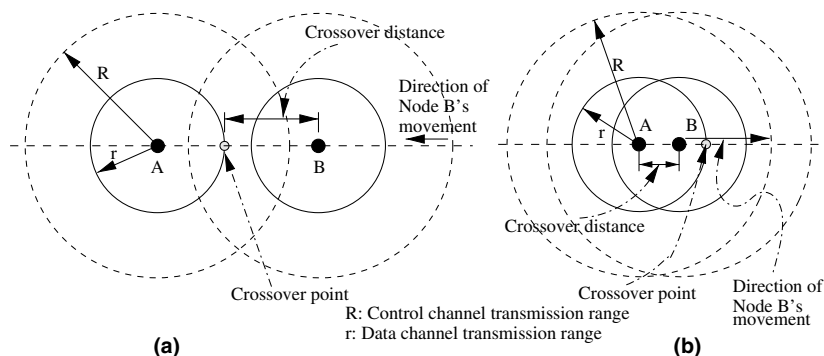 Crossover distance
R
r
A
B
Direction of
Node B's
movement
Crossover point
(a)
R
r
A
B
Crossover distance
Crossover point
Direction of
Node B's
movement
(b)
R: Control channel transmission range
r: Data channel transmission range